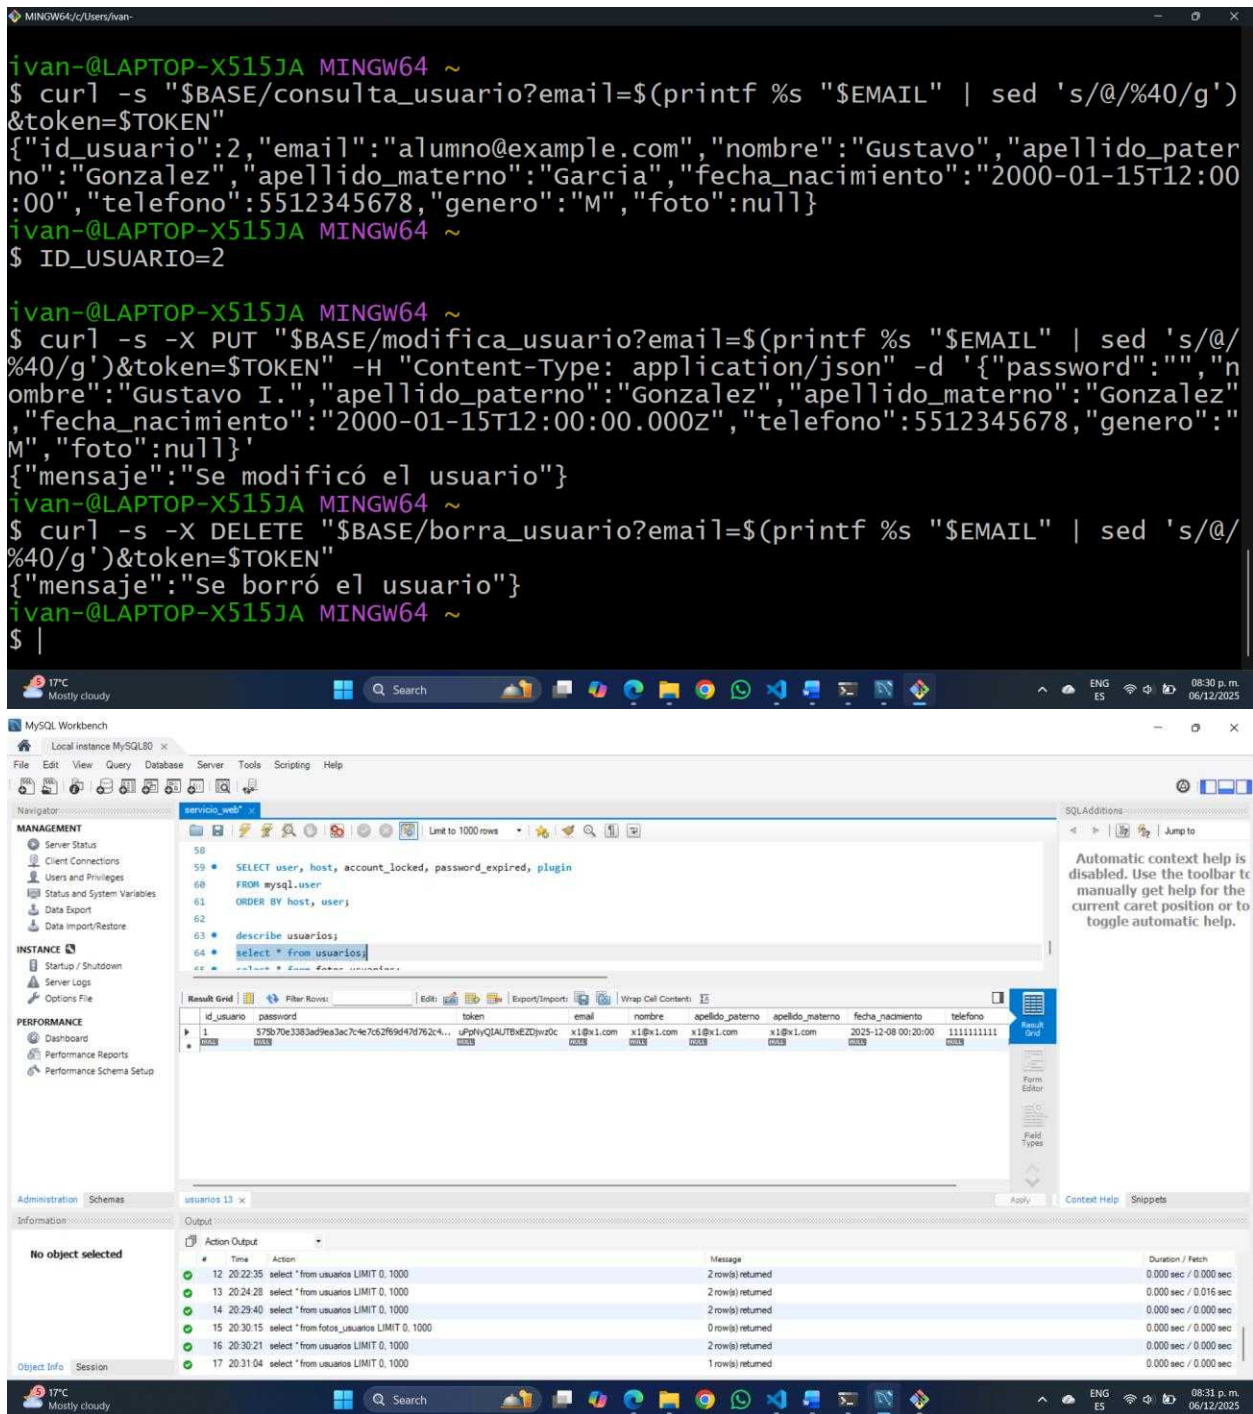 MINGW64:/c/Users/ivan-
ivan-@LAPTOP-X515JA MINGW64 ~
$ curl -s "$BASE/consulta_usuario?email=$(printf %s "$EMAIL" | sed 's/@/%40/g')
&token=$TOKEN"
{"id_usuario":2,"email":"alumno@example.com","nombre":"Gustavo","apellido_pater
no":"Gonzalez","apellido_materno":"Garcia","fecha_nacimiento":"2000-01-15T12:00
:00","telefono":5512345678,"genero":"M","foto":null}
ivan-@LAPTOP-X515JA MINGW64 ~
$ ID_USUARIO=2
ivan-@LAPTOP-X515JA MINGW64 ~
$ curl -s -X PUT "$BASE/modifica_usuario?email=$(printf %s "$EMAIL" | sed 's/@/
%40/g')&token=$TOKEN" -H "Content-Type: application/json" -d '{"password":"","n
ombre":"Gustavo I.","apellido_paterno":"Gonzalez","apellido_materno":"Gonzalez"
,"fecha_nacimiento":"2000-01-15T12:00:00.000Z","telefono":5512345678,"genero":"
M","foto":null}'
{"mensaje":"Se modificó el usuario"}
ivan-@LAPTOP-X515JA MINGW64 ~
$ curl -s -X DELETE "$BASE/borra_usuario?email=$(printf %s "$EMAIL" | sed 's/@/
%40/g')&token=$TOKEN"
{"mensaje":"Se borró el usuario"}
ivan-@LAPTOP-X515JA MINGW64 ~
$
5 17°C
Mostly cloudy
Search
ENG
ES
08:30 p. m.
06/12/2025
MySQL Workbench
Local instance MySQL80
File Edit View Query Database Server Tools Scripting Help
Navigator
MANAGEMENT
Server Status
Client Connections
Users and Privileges
Status and System Variables
Data Export
Data Import/Restore
INSTANCE
Startup / Shutdown
Server Logs
Options File
PERFORMANCE
Dashboard
Performance Reports
Performance Schema Setup
Administration Schemas
Information
No object selected
Object Info Session
servicio_web*
Limit to 1000 rows
58
59 SELECT user, host, account_locked, password_expired, plugin
60 FROM mysql.user
61 ORDER BY host, user;
62
63 describe usuarios;
64 select * from usuarios;
65 select * from fotos_usuarios;
Result Grid Filter Rows: Edit: Export/Import: Wrap Cell Content:
id_usuario password token email nombre apellido_paterno apellido_materno fecha_nacimiento telefono
1 575b70e3383ad9ea3ac7c4e7c62f69d47d762c4... uPpNyQIAUTBxEZDJwz0c x1@x1.com x1@x1.com x1@x1.com x1@x1.com 2025-12-08 00:20:00 1111111111
NULL NULL NULL NULL NULL NULL NULL NULL NULL
Result
Grid
Form
Editor
Field
Types
usuarios 13
Apply
SQLAdditions
Jump to
Automatic context help is
disabled. Use the toolbar to
manually get help for the
current caret position or to
toggle automatic help.
Context Help Snippets
Output
Action Output
# Time Action Message Duration / Fetch
12 20:22:35 select * from usuarios LIMIT 0, 1000 2 row(s) returned 0.000 sec / 0.000 sec
13 20:24:28 select * from usuarios LIMIT 0, 1000 2 row(s) returned 0.000 sec / 0.016 sec
14 20:29:40 select * from usuarios LIMIT 0, 1000 2 row(s) returned 0.000 sec / 0.000 sec
15 20:30:15 select * from fotos_usuarios LIMIT 0, 1000 0 row(s) returned 0.000 sec / 0.000 sec
16 20:30:21 select * from usuarios LIMIT 0, 1000 2 row(s) returned 0.000 sec / 0.000 sec
17 20:31:04 select * from usuarios LIMIT 0, 1000 1 row(s) returned 0.000 sec / 0.000 sec
5 17°C
Mostly cloudy
Search
ENG
ES
08:31 p. m.
06/12/2025